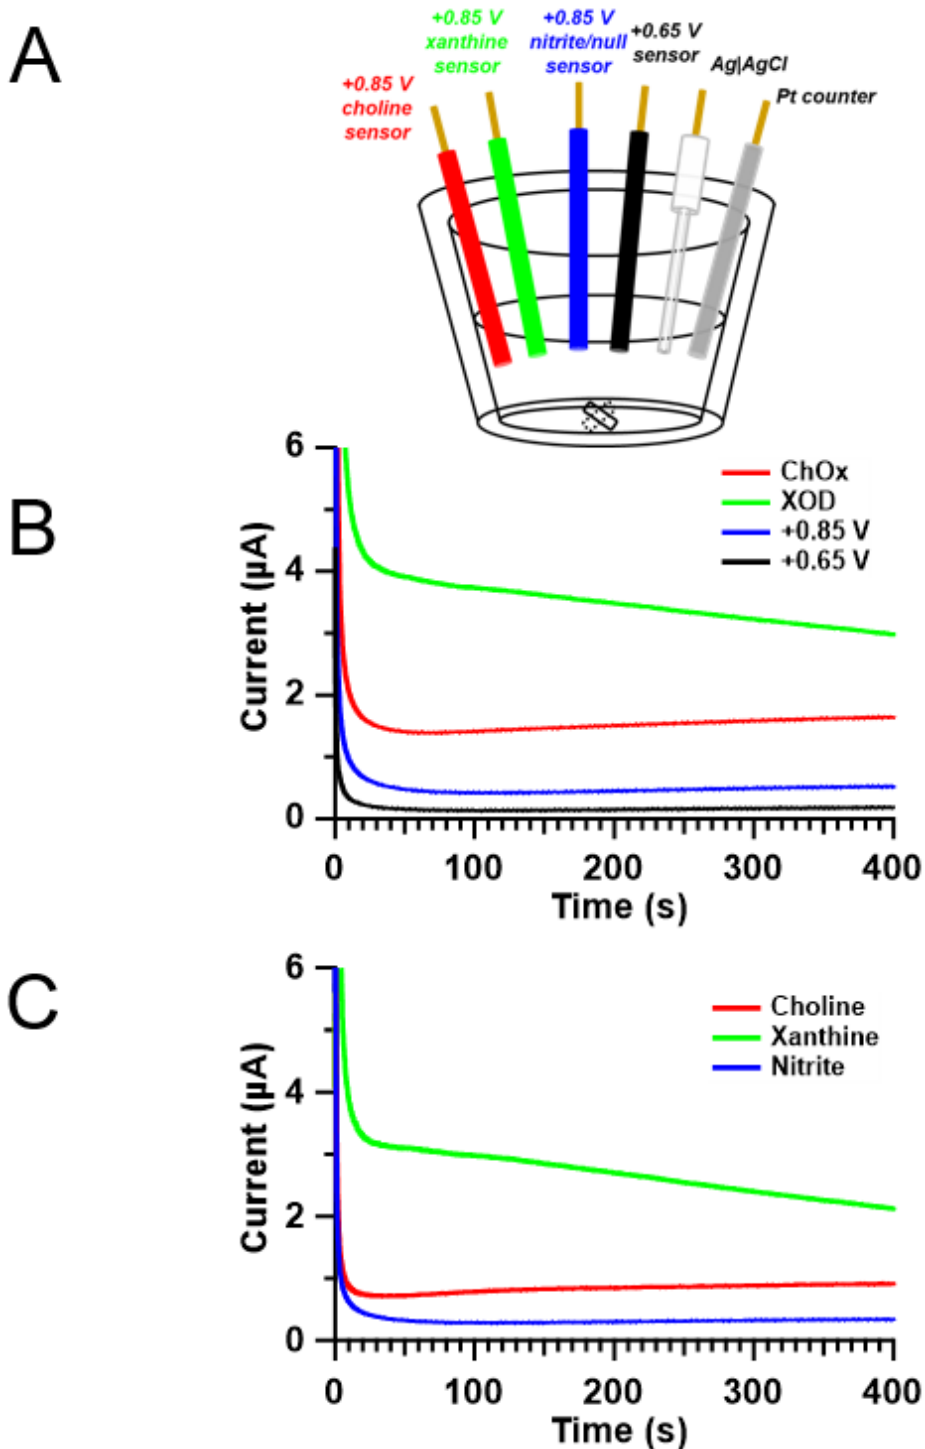 A
+0.85 V
choline
sensor
+0.85 V
xanthine
sensor
+0.85 V
nitrite/null
sensor
+0.65 V
sensor
Ag|AgCl
Pt counter
B
6
4
2
0
Current (µA)
ChOx
XOD
+0.85 V
+0.65 V
0 100 200 300 400
Time (s)
C
6
4
2
0
Current (µA)
Choline
Xanthine
Nitrite
0 100 200 300 400
Time (s)